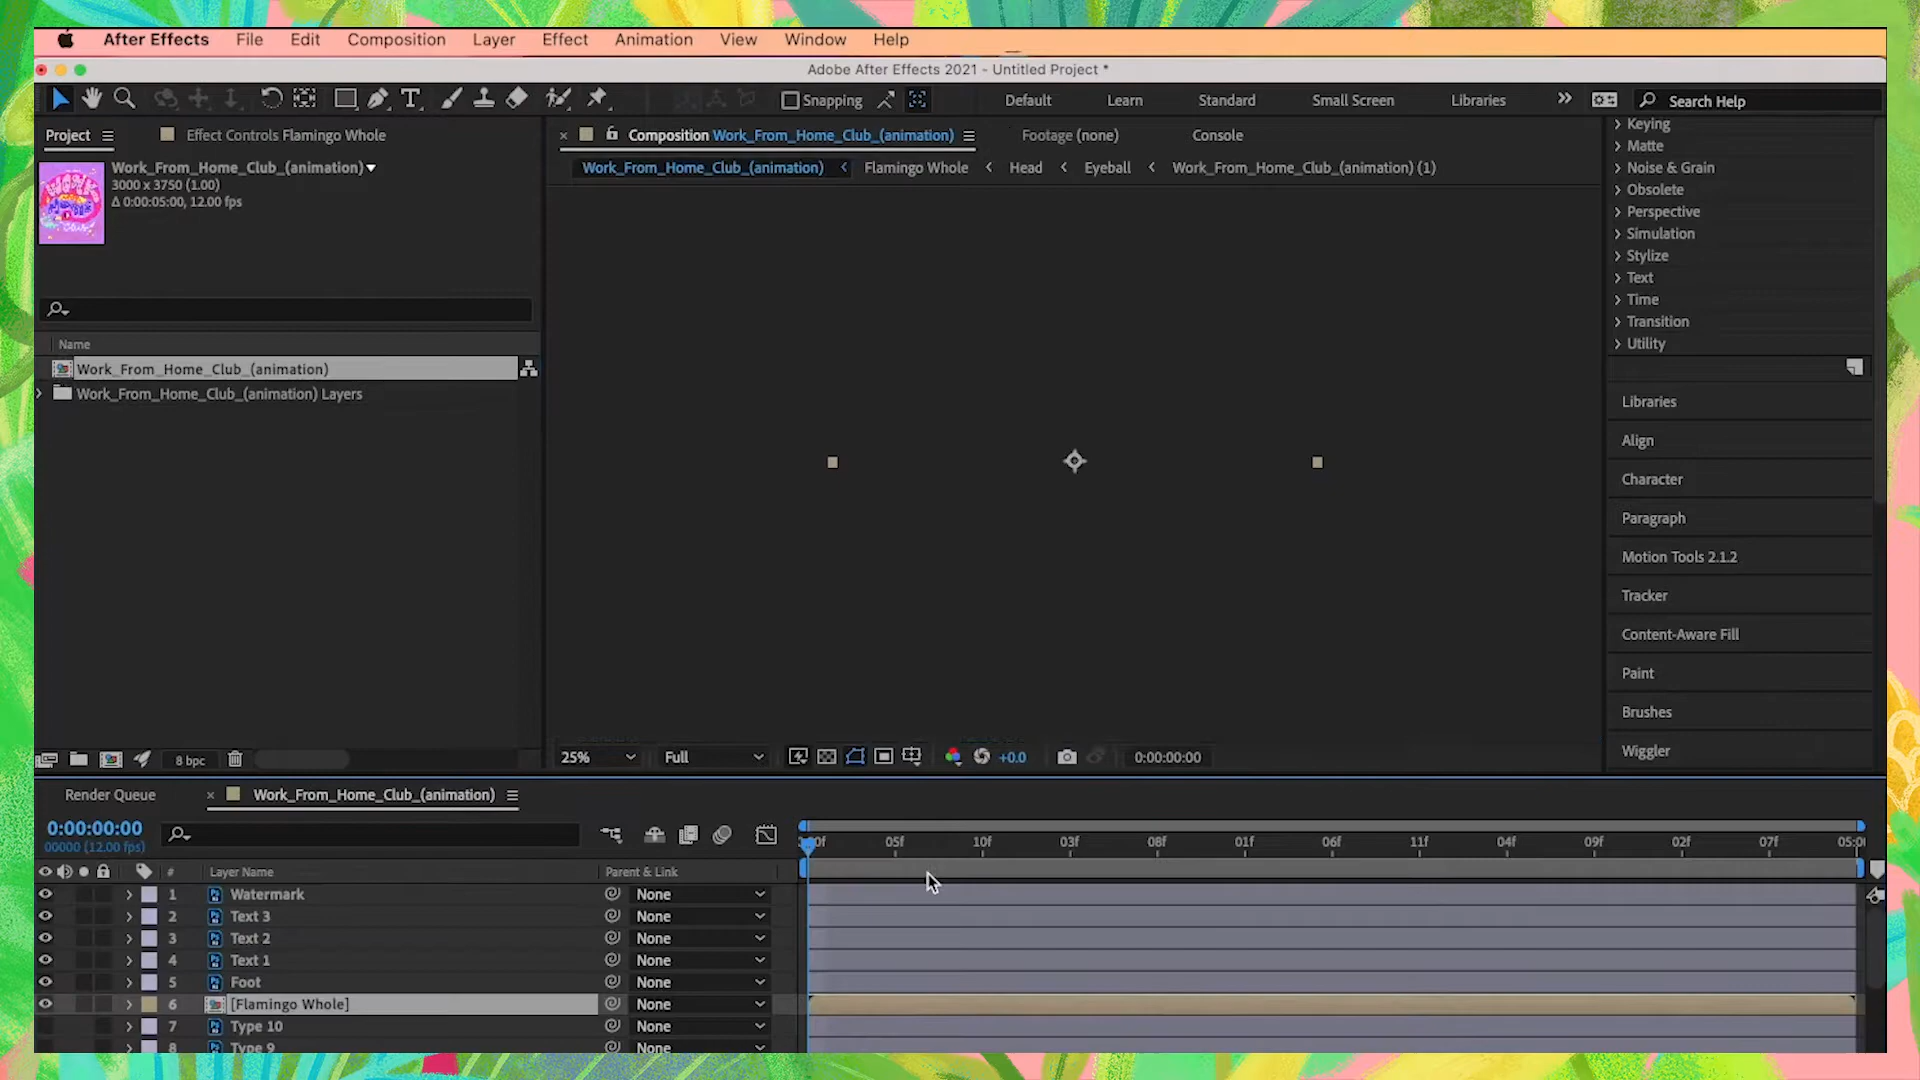 After Effects File Edit Composition Layer Effect Animation View Window Help
Adobe After Effects 2021 - Untitled Project *
Snapping Default Learn Standard Small Screen Libraries Search Help
Project Effect Controls Flamingo Whole
Composition Work_From_Home_Club_(animation) Footage (none) Console
Work_From_Home_Club_(animation)
3000 x 3750 (1.00)
Δ 0:00:05:00, 12.00 fps
Work_From_Home_Club_(animation) Flamingo Whole Head Eyeball Work_From_Home_Club_(animation) (1)
Keying
Matte
Noise & Grain
Obsolete
Perspective
Simulation
Stylize
Text
Time
Transition
Utility
Name
Work_From_Home_Club_(animation)
Work_From_Home_Club_(animation) Layers
Libraries
Align
Character
Paragraph
Motion Tools 2.1.2
Tracker
Content-Aware Fill
Paint
Brushes
Wiggler
8 bpc
25% Full +0.0 0:00:00:00
Render Queue Work_From_Home_Club_(animation)
0:00:00:00
00000 (12.00 fps)
05f 10f 03f 08f 01f 06f 11f 04f 09f 02f 07f 05:0
# Layer Name Parent & Link
1 Watermark None
2 Text 3 None
3 Text 2 None
4 Text 1 None
5 Foot None
6 [Flamingo Whole] None
7 Type 10 None
8 Type 9 None